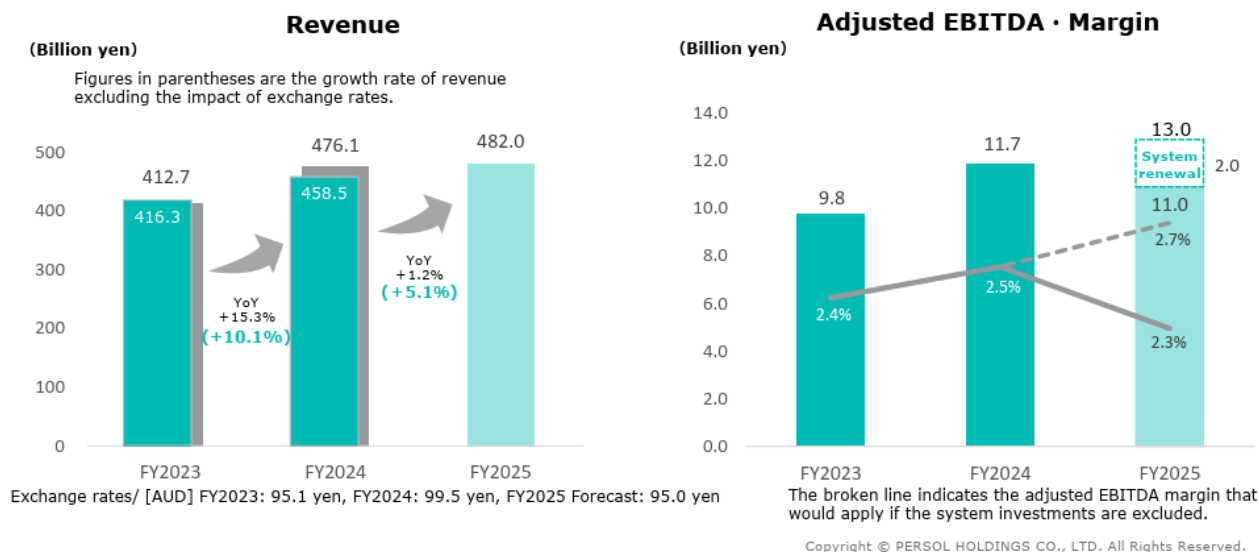 Revenue
(Billion yen)
Figures in parentheses are the growth rate of revenue
excluding the impact of exchange rates.
500
400
300
200
100
0
412.7
416.3
476.1
458.5
482.0
YoY
+15.3%
(+10.1%)
YoY
+1.2%
(+5.1%)
FY2023
FY2024
FY2025
Exchange rates/ [AUD] FY2023: 95.1 yen, FY2024: 99.5 yen, FY2025 Forecast: 95.0 yen
Adjusted EBITDA · Margin
(Billion yen)
14.0
12.0
10.0
8.0
6.0
4.0
2.0
0.0
9.8
2.4%
11.7
2.5%
13.0
System
renewal
2.0
11.0
2.7%
2.3%
FY2023
FY2024
FY2025
The broken line indicates the adjusted EBITDA margin that
would apply if the system investments are excluded.
Copyright © PERSOL HOLDINGS CO., LTD. All Rights Reserved.